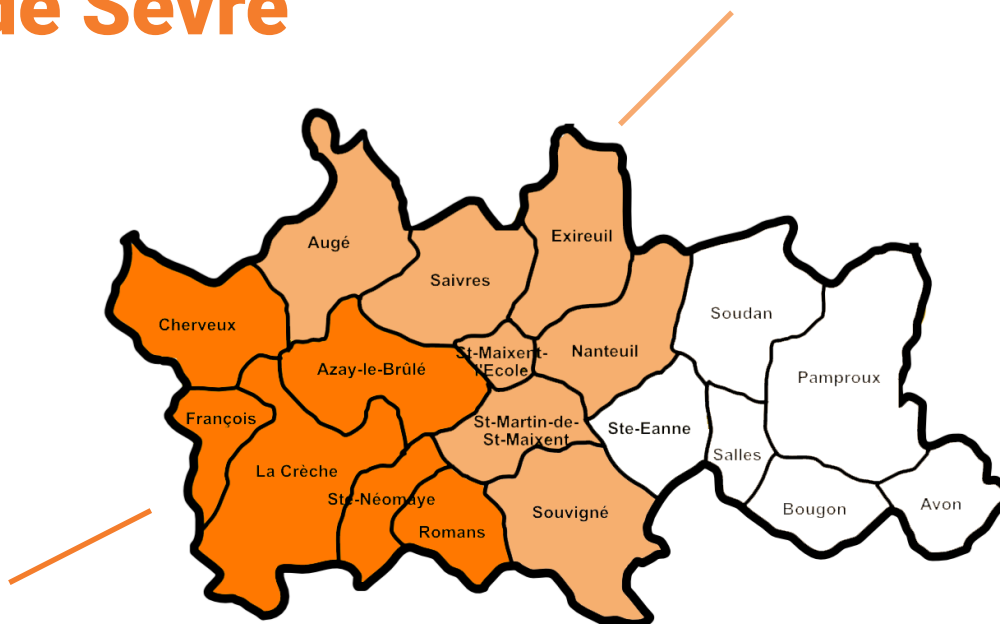 de Sèvre
Augé
Exireuil
Saivres
Soudan
Cherveux
St-Maixent-
l'Ecole
Nanteuil
Azay-le-Brûlé
Pamproux
François
St-Martin-de-
St-Maixent
Ste-Eanne
Salles
La Crèche
Ste-Néomaye
Souvigné
Bougon
Avon
Romans